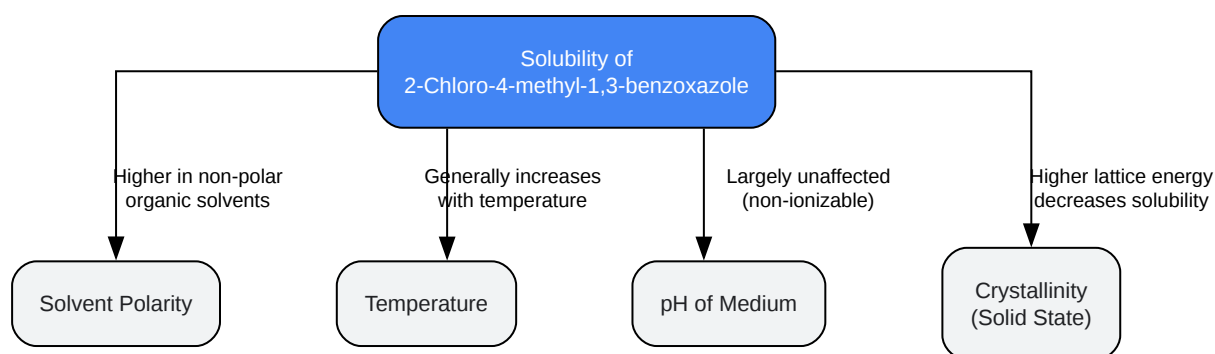 Solubility of
2-Chloro-4-methyl-1,3-benzoxazole
Higher in non-polar
organic solvents
Generally increases
with temperature
Largely unaffected
(non-ionizable)
Higher lattice energy
decreases solubility
Solvent Polarity
Temperature
pH of Medium
Crystallinity
(Solid State)